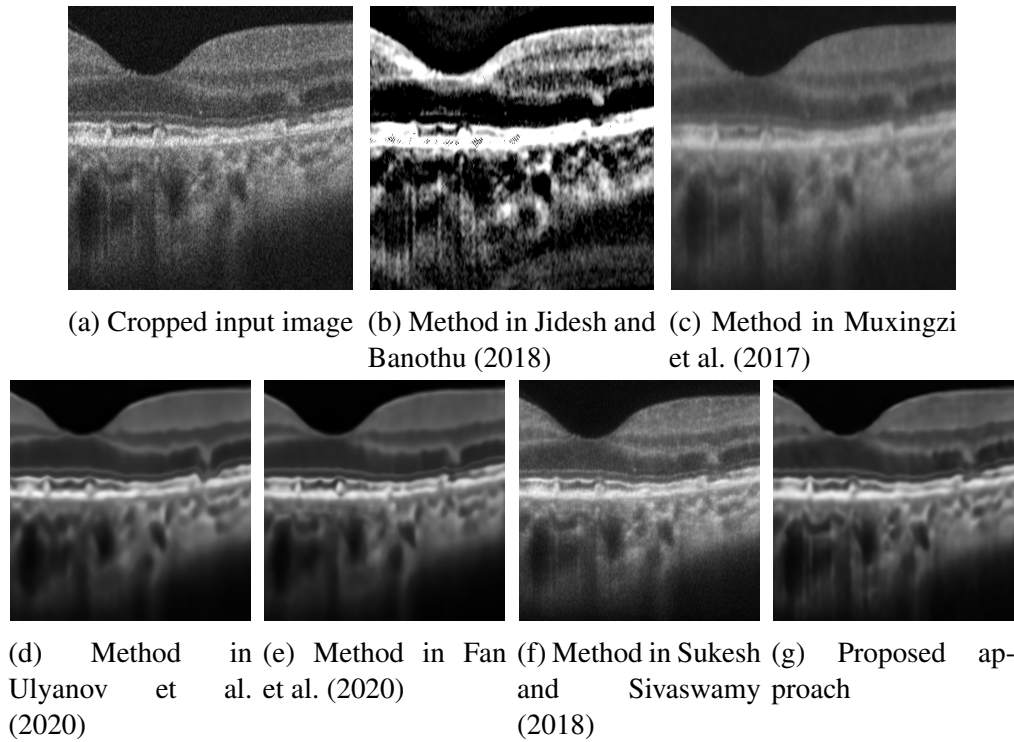 (a) Cropped input image
(b) Method in Jidesh and
Banothu (2018)
(c) Method in Muxingzi
et al. (2017)
(d) Method in
Ulyanov et al.
(2020)
(e) Method in Fan
et al. (2020)
(f) Method in Sukesh
and Sivaswamy
(2018)
(g) Proposed ap-
proach